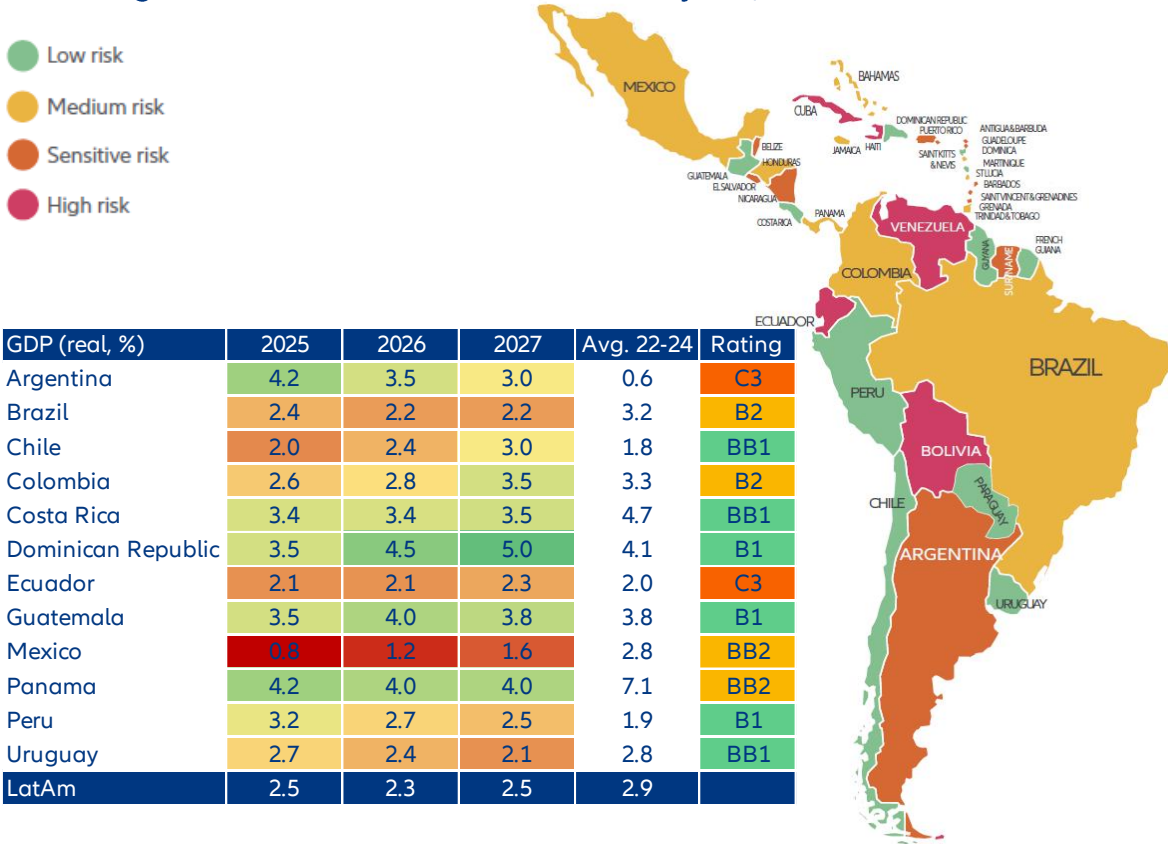 Low risk
Medium risk
Sensitive risk
High risk
MEXICO
BAHAMAS
CUBA
DOMINICAN REPUBLIC
PUERTO RICO
ANTIGUA & BARBUDA
GUADELOUPE
DOMINICA
MARTINIQUE
ST LUCIA
BARBADOS
SAINT VINCENT & GRENADINES
GRENADA
TRINIDAD & TOBAGO
SAINT KITTS
& NEVIS
JAMAICA
HAITI
BELIZE
HONDURAS
GUATEMALA
EL SALVADOR
NICARAGUA
COSTA RICA
PANAMA
VENEZUELA
GUYANA
SURINAME
FRENCH
GUIANA
COLOMBIA
ECUADOR
BRAZIL
PERU
BOLIVIA
PARAGUAY
CHILE
ARGENTINA
URUGUAY
GDP (real, %) 2025 2026 2027 Avg. 22-24 Rating
Argentina 4.2 3.5 3.0 0.6 C3
Brazil 2.4 2.2 2.2 3.2 B2
Chile 2.0 2.4 3.0 1.8 BB1
Colombia 2.6 2.8 3.5 3.3 B2
Costa Rica 3.4 3.4 3.5 4.7 BB1
Dominican Republic 3.5 4.5 5.0 4.1 B1
Ecuador 2.1 2.1 2.3 2.0 C3
Guatemala 3.5 4.0 3.8 3.8 B1
Mexico 0.8 1.2 1.6 2.8 BB2
Panama 4.2 4.0 4.0 7.1 BB2
Peru 3.2 2.7 2.5 1.9 B1
Uruguay 2.7 2.4 2.1 2.8 BB1
LatAm 2.5 2.3 2.5 2.9